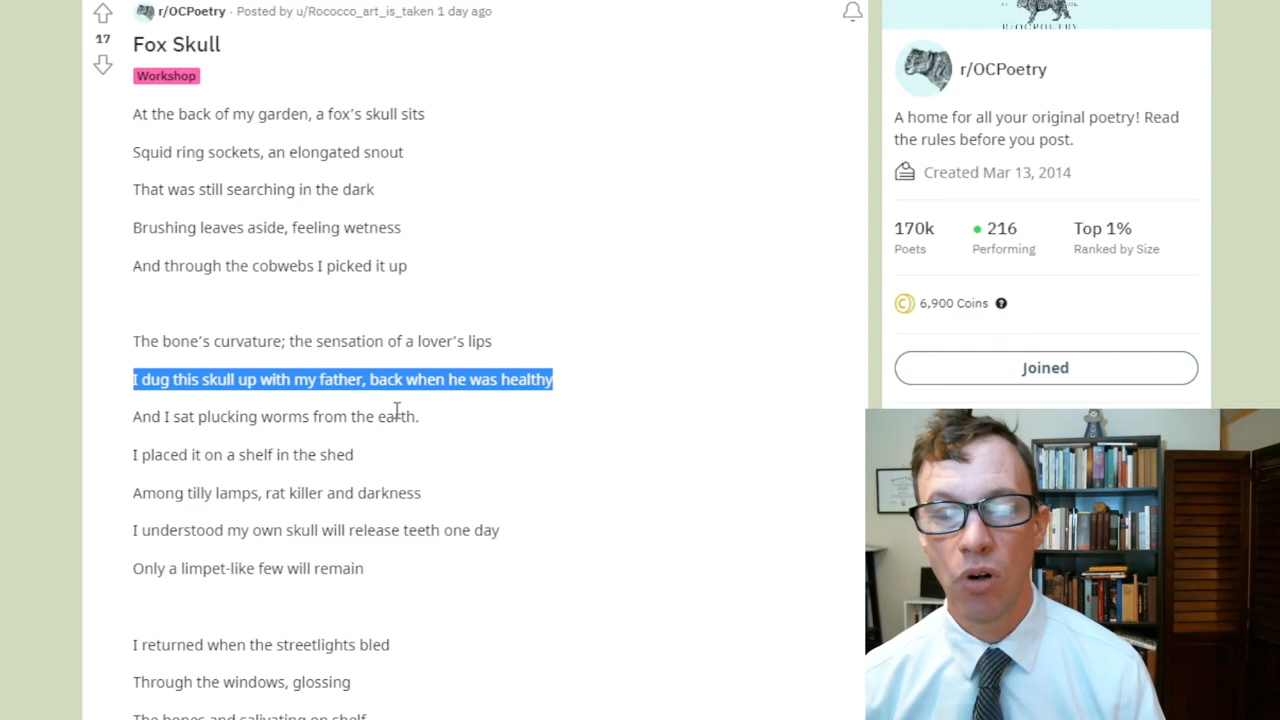 r/OCPoetry · Posted by u/Rococco_art_is_taken 1 day ago
17
Fox Skull
Workshop
At the back of my garden, a fox’s skull sits
Squid ring sockets, an elongated snout
That was still searching in the dark
Brushing leaves aside, feeling wetness
And through the cobwebs I picked it up
The bone’s curvature; the sensation of a lover’s lips
I dug this skull up with my father, back when he was healthy
And I sat plucking worms from the earth.
I placed it on a shelf in the shed
Among tilly lamps, rat killer and darkness
I understood my own skull will release teeth one day
Only a limpet-like few will remain
I returned when the streetlights bled
Through the windows, glossing
The bones and salivating on shelf
R/OCPOETRY
r/OCPoetry
A home for all your original poetry! Read
the rules before you post.
Created Mar 13, 2014
170k
216
Top 1%
Poets
Performing
Ranked by Size
6,900 Coins ?
Joined